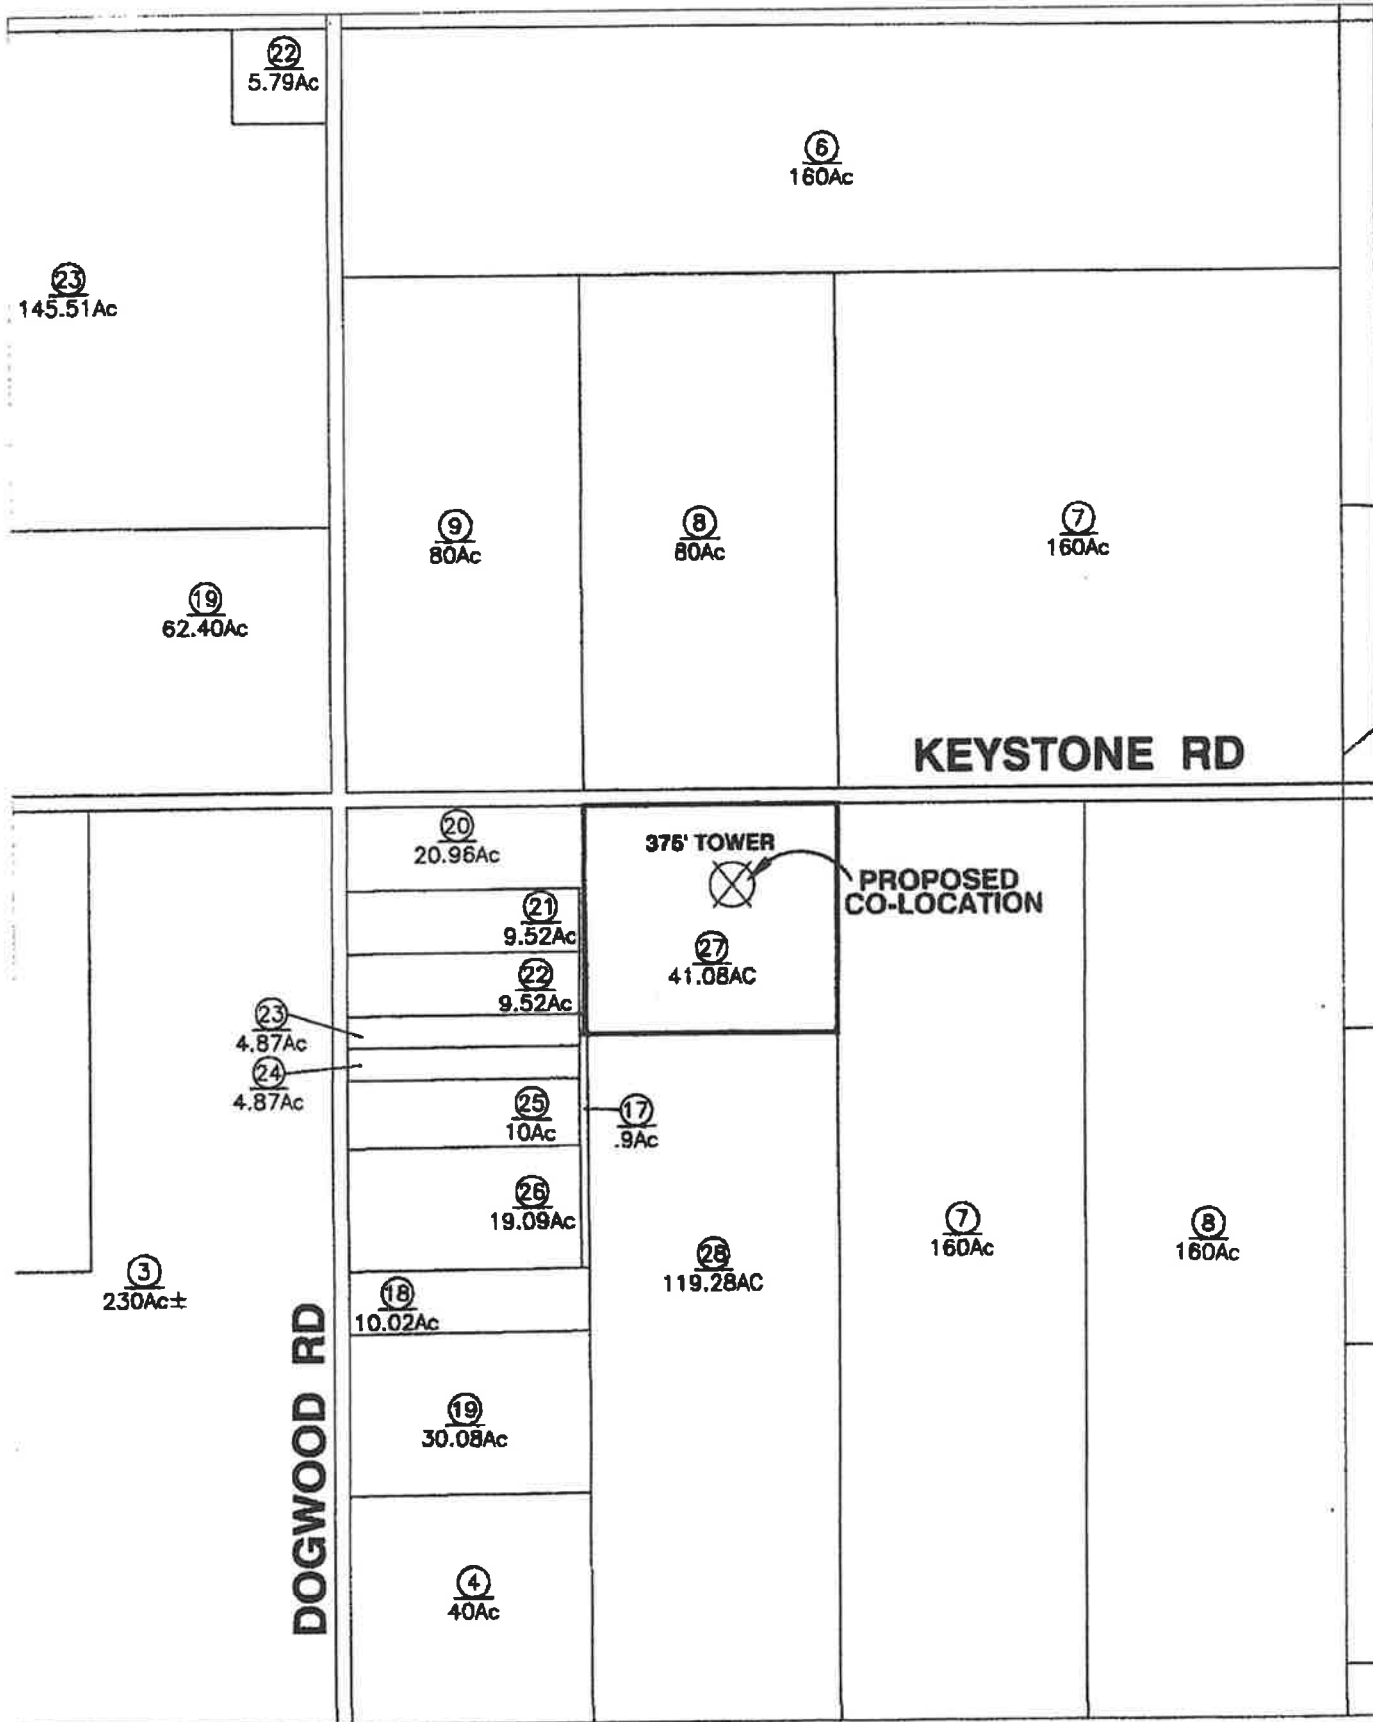 22
5.79Ac
6
160Ac
23
145.51Ac
9
80Ac
8
80Ac
7
160Ac
19
62.40Ac
KEYSTONE RD
20
20.96Ac
375' TOWER
PROPOSED
CO-LOCATION
21
9.52Ac
27
41.08AC
22
9.52Ac
23
4.87Ac
24
4.87Ac
25
10Ac
17
.9Ac
26
19.09Ac
7
160Ac
8
160Ac
28
119.28AC
3
230Ac±
18
10.02Ac
DOGWOOD RD
19
30.08Ac
4
40Ac